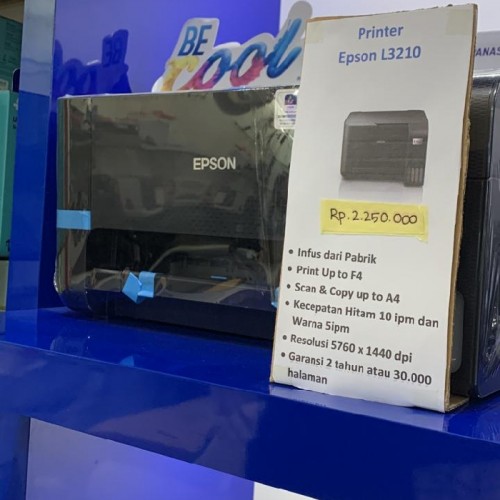 BE
Cool
EPSON
ANAS
Printer
Epson L3210
Rp. 2.250.000
• Infus dari Pabrik
• Print Up to F4
• Scan & Copy up to A4
• Kecepatan Hitam 10 ipm dan
Warna 5ipm
• Resolusi 5760 x 1440 dpi
• Garansi 2 tahun atau 30.000
halaman